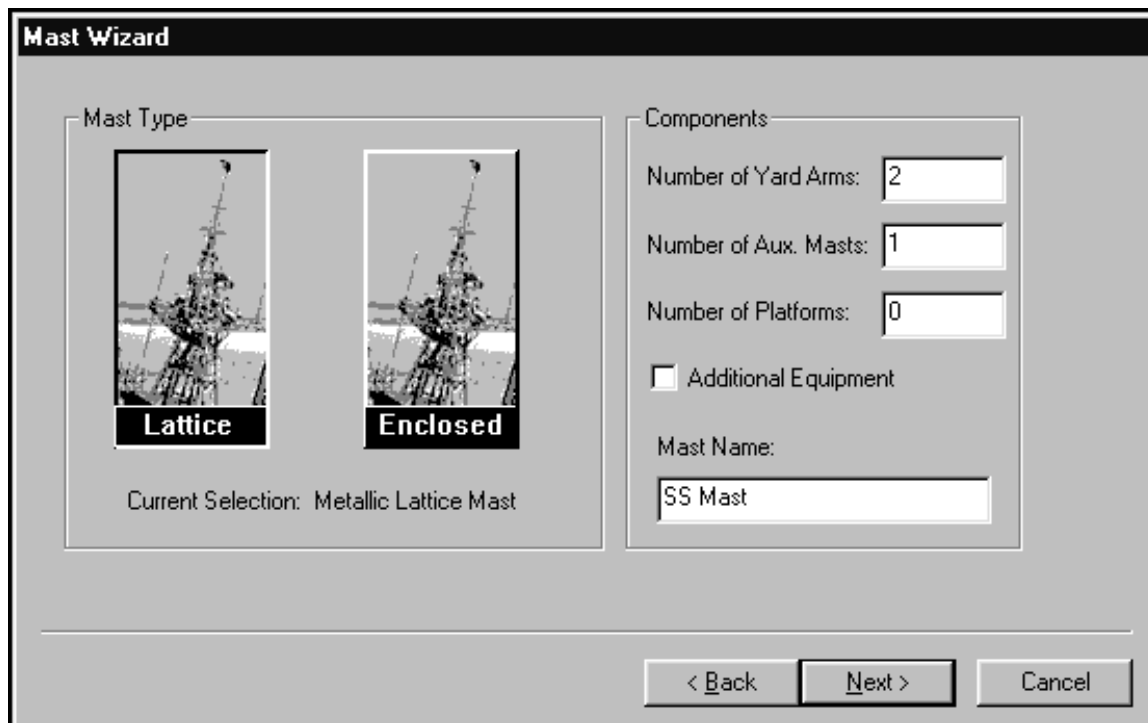 Mast Wizard
Mast Type
Lattice
Enclosed
Current Selection: Metallic Lattice Mast
Components
Number of Yard Arms: 2
Number of Aux. Masts: 1
Number of Platforms: 0
Additional Equipment
Mast Name:
SS Mast
< Back
Next >
Cancel